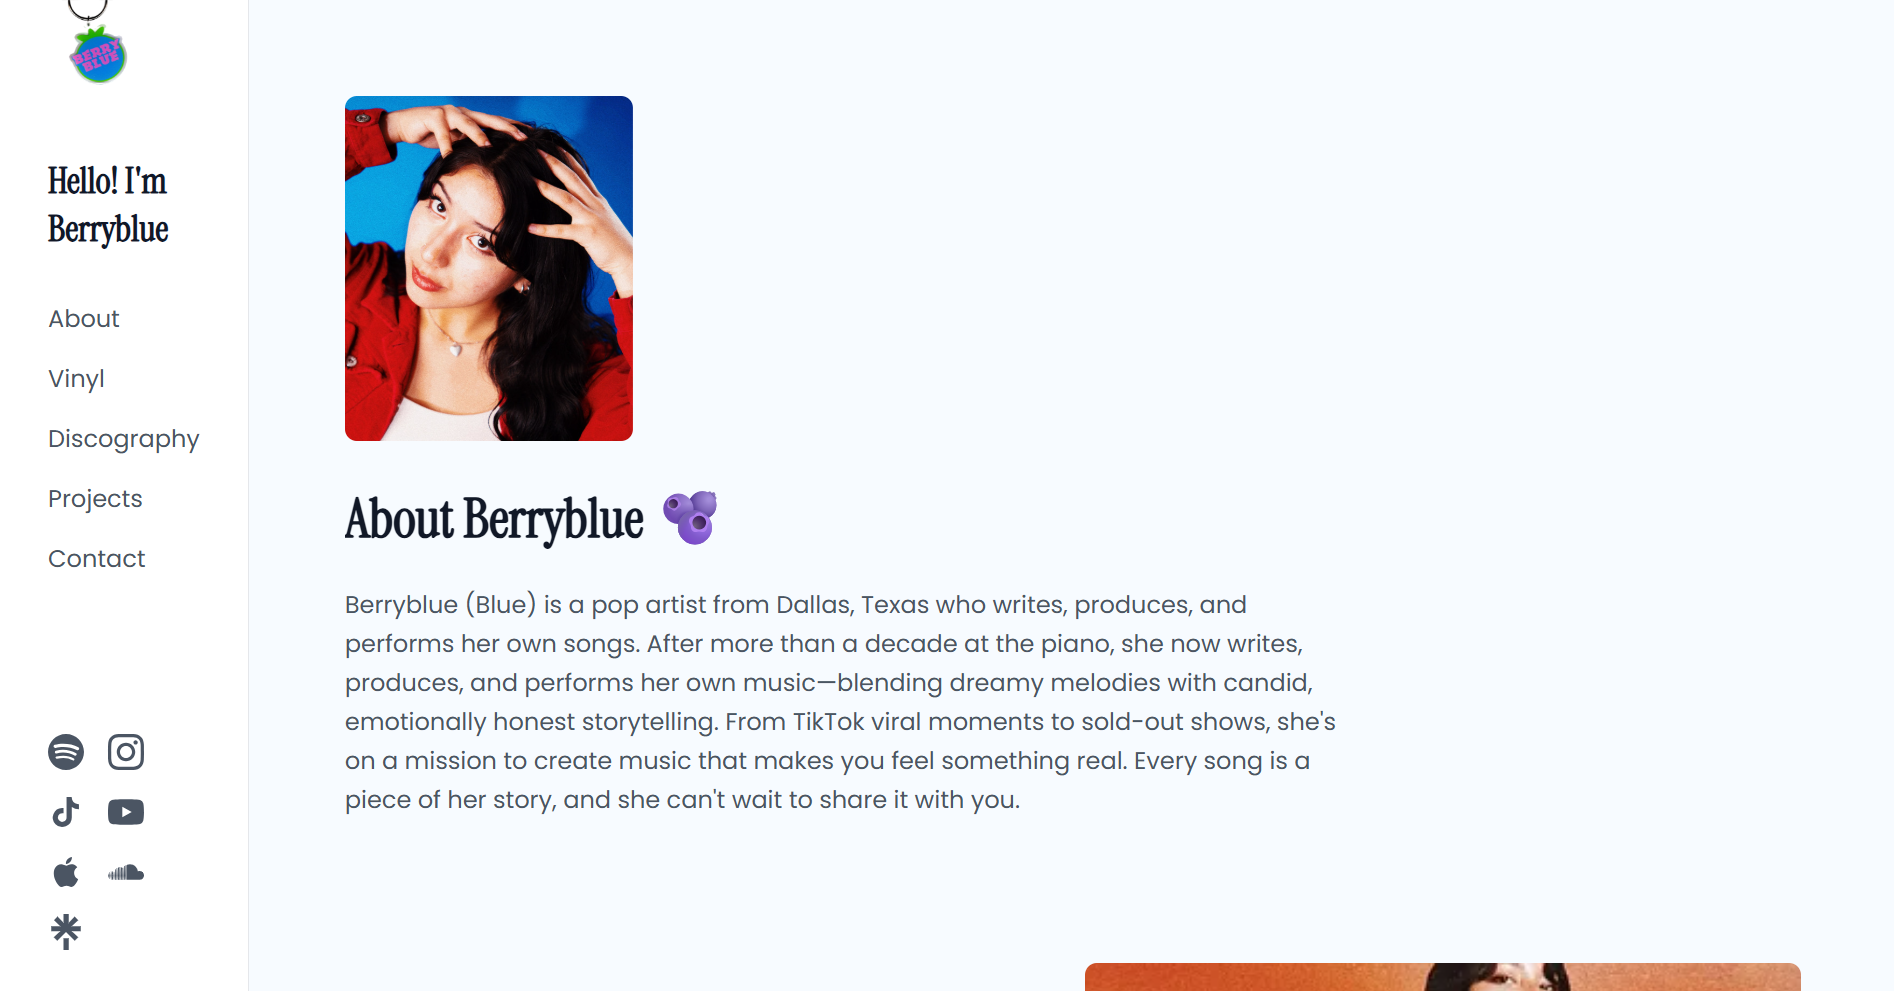 BERRY
BLUE
Hello! I'm
Berryblue
About
Vinyl
Discography
Projects
Contact
About Berryblue
Berryblue (Blue) is a pop artist from Dallas, Texas who writes, produces, and
performs her own songs. After more than a decade at the piano, she now writes,
produces, and performs her own music—blending dreamy melodies with candid,
emotionally honest storytelling. From TikTok viral moments to sold-out shows, she's
on a mission to create music that makes you feel something real. Every song is a
piece of her story, and she can't wait to share it with you.